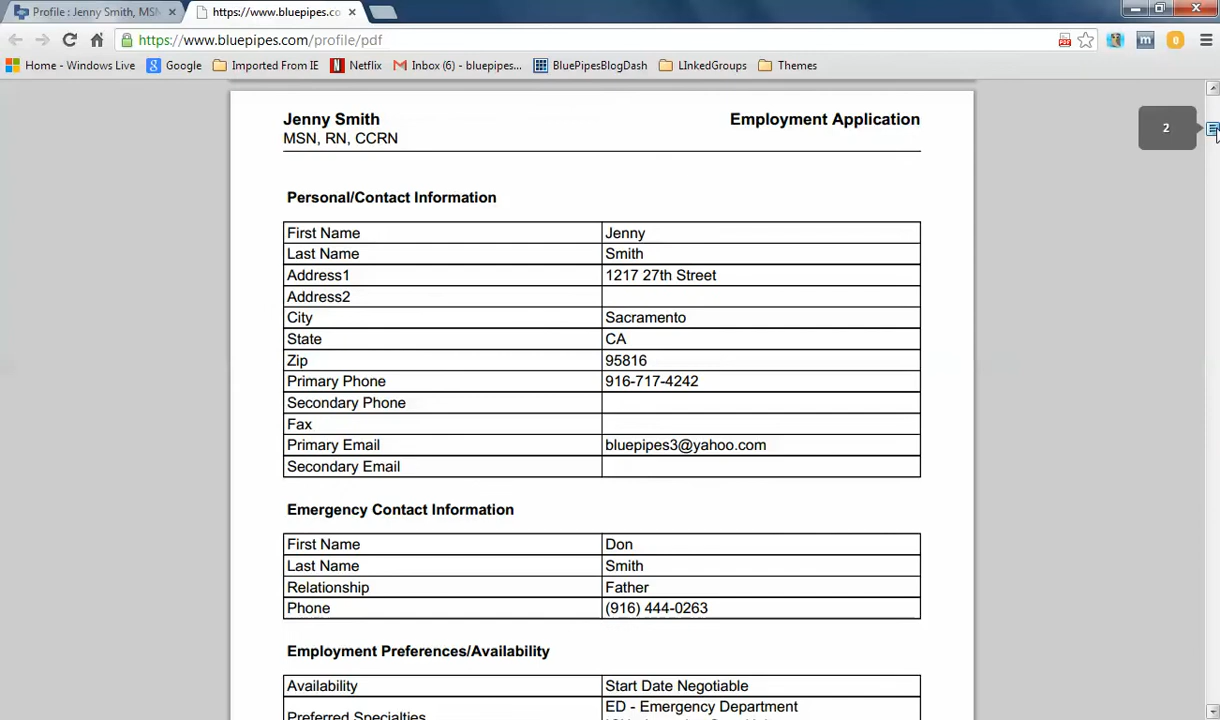 Profile : Jenny Smith, MSN
https://www.bluepipes.co
https://www.bluepipes.com/profile/pdf
Home - Windows Live Google Imported From IE Netflix Inbox (6) - bluepipes... BluePipesBlogDash LInkedGroups Themes
2
Jenny Smith Employment Application
MSN, RN, CCRN
Personal/Contact Information
First Name Jenny
Last Name Smith
Address1 1217 27th Street
Address2
City Sacramento
State CA
Zip 95816
Primary Phone 916-717-4242
Secondary Phone
Fax
Primary Email bluepipes3@yahoo.com
Secondary Email
Emergency Contact Information
First Name Don
Last Name Smith
Relationship Father
Phone (916) 444-0263
Employment Preferences/Availability
Availability Start Date Negotiable
Preferred Specialties ED - Emergency Department